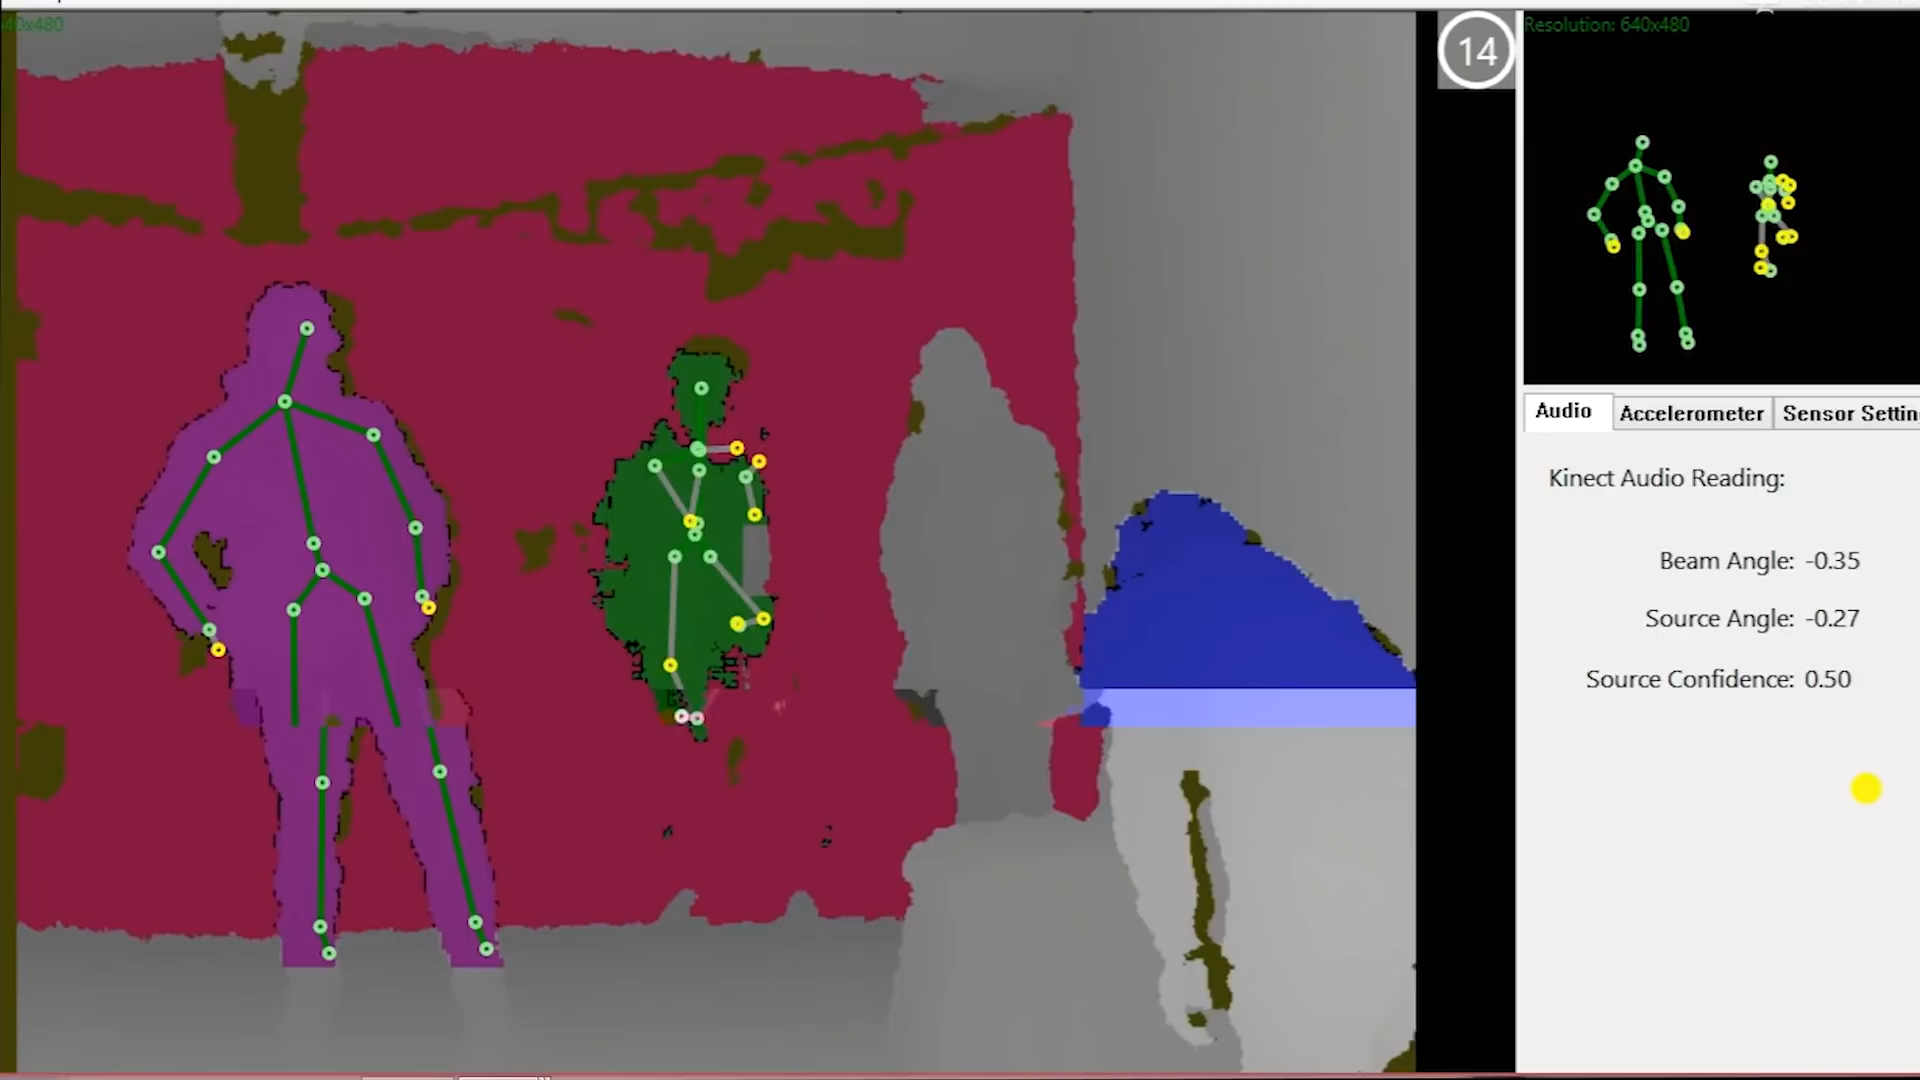 40x480
14
Resolution: 640x480
Audio
Accelerometer
Sensor Settin
Kinect Audio Reading:
Beam Angle: -0.35
Source Angle: -0.27
Source Confidence: 0.50